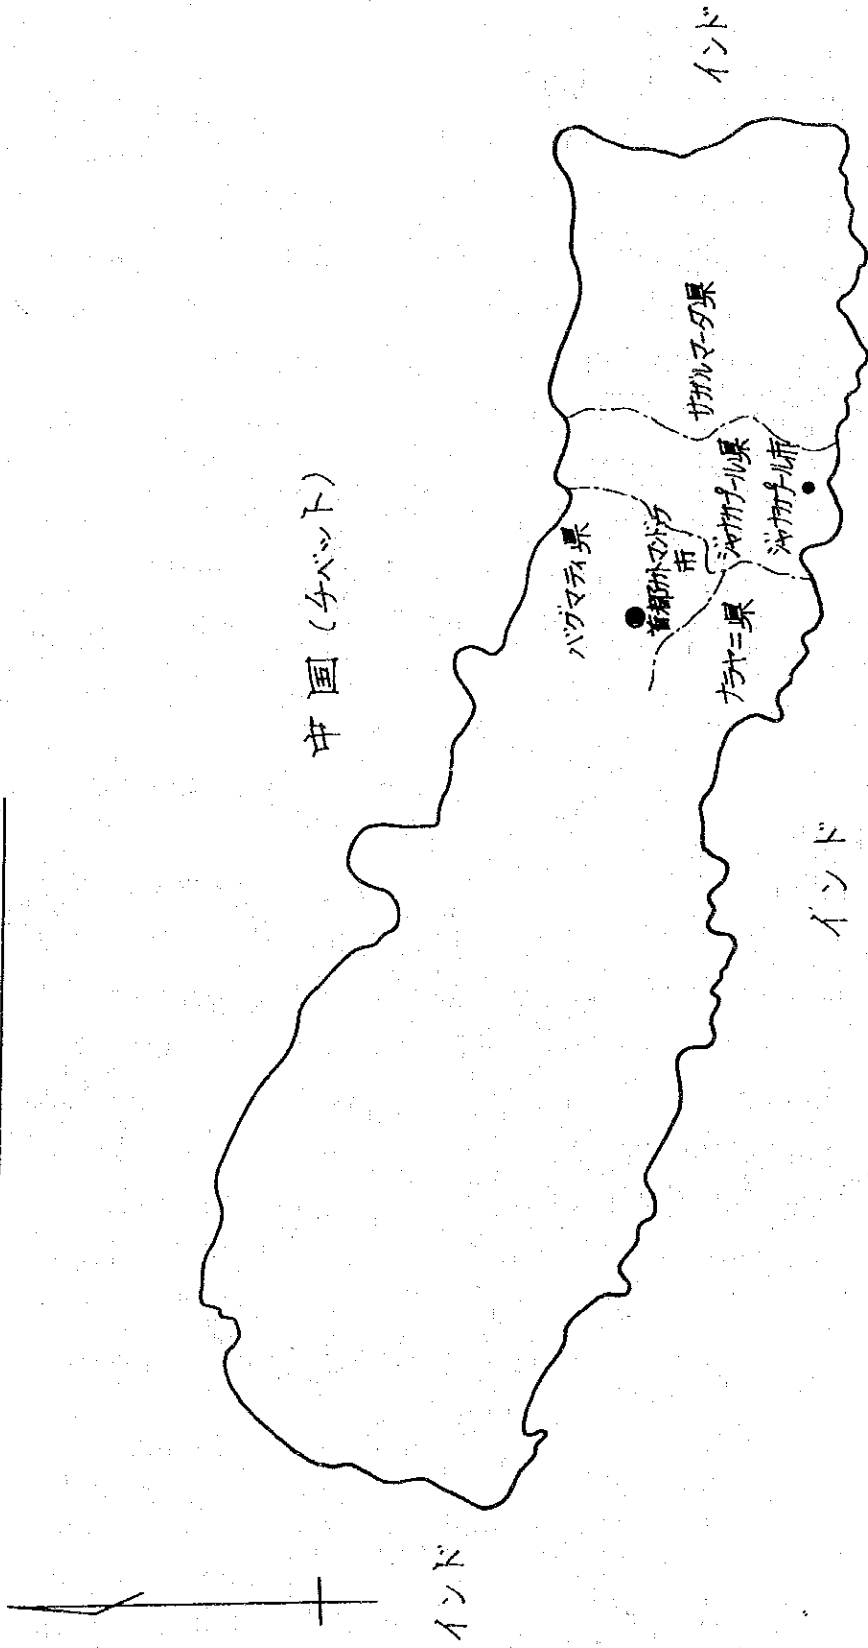 中国(チベット)
インド
バグマティ県
首都カトマンドゥ
市
サガルマータ県
ジャナカプール県
ジャナカプール市
ナラヤニ県
インド
インド